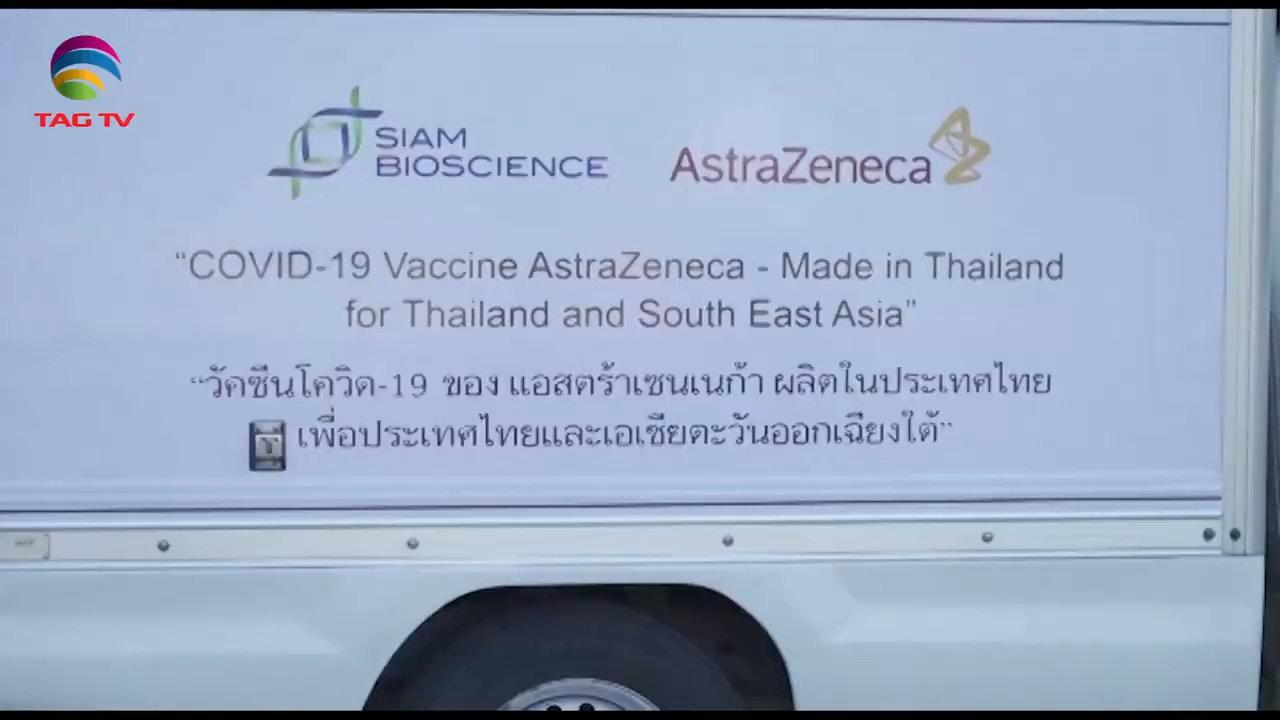 TAG TV
SIAM
BIOSCIENCE
AstraZeneca
“COVID-19 Vaccine AstraZeneca - Made in Thailand
for Thailand and South East Asia”
“วัคซีนโควิด-19 ของ แอสตร้าเซนเนก้า ผลิตในประเทศไทย
เพื่อประเทศไทยและเอเชียตะวันออกเฉียงใต้”